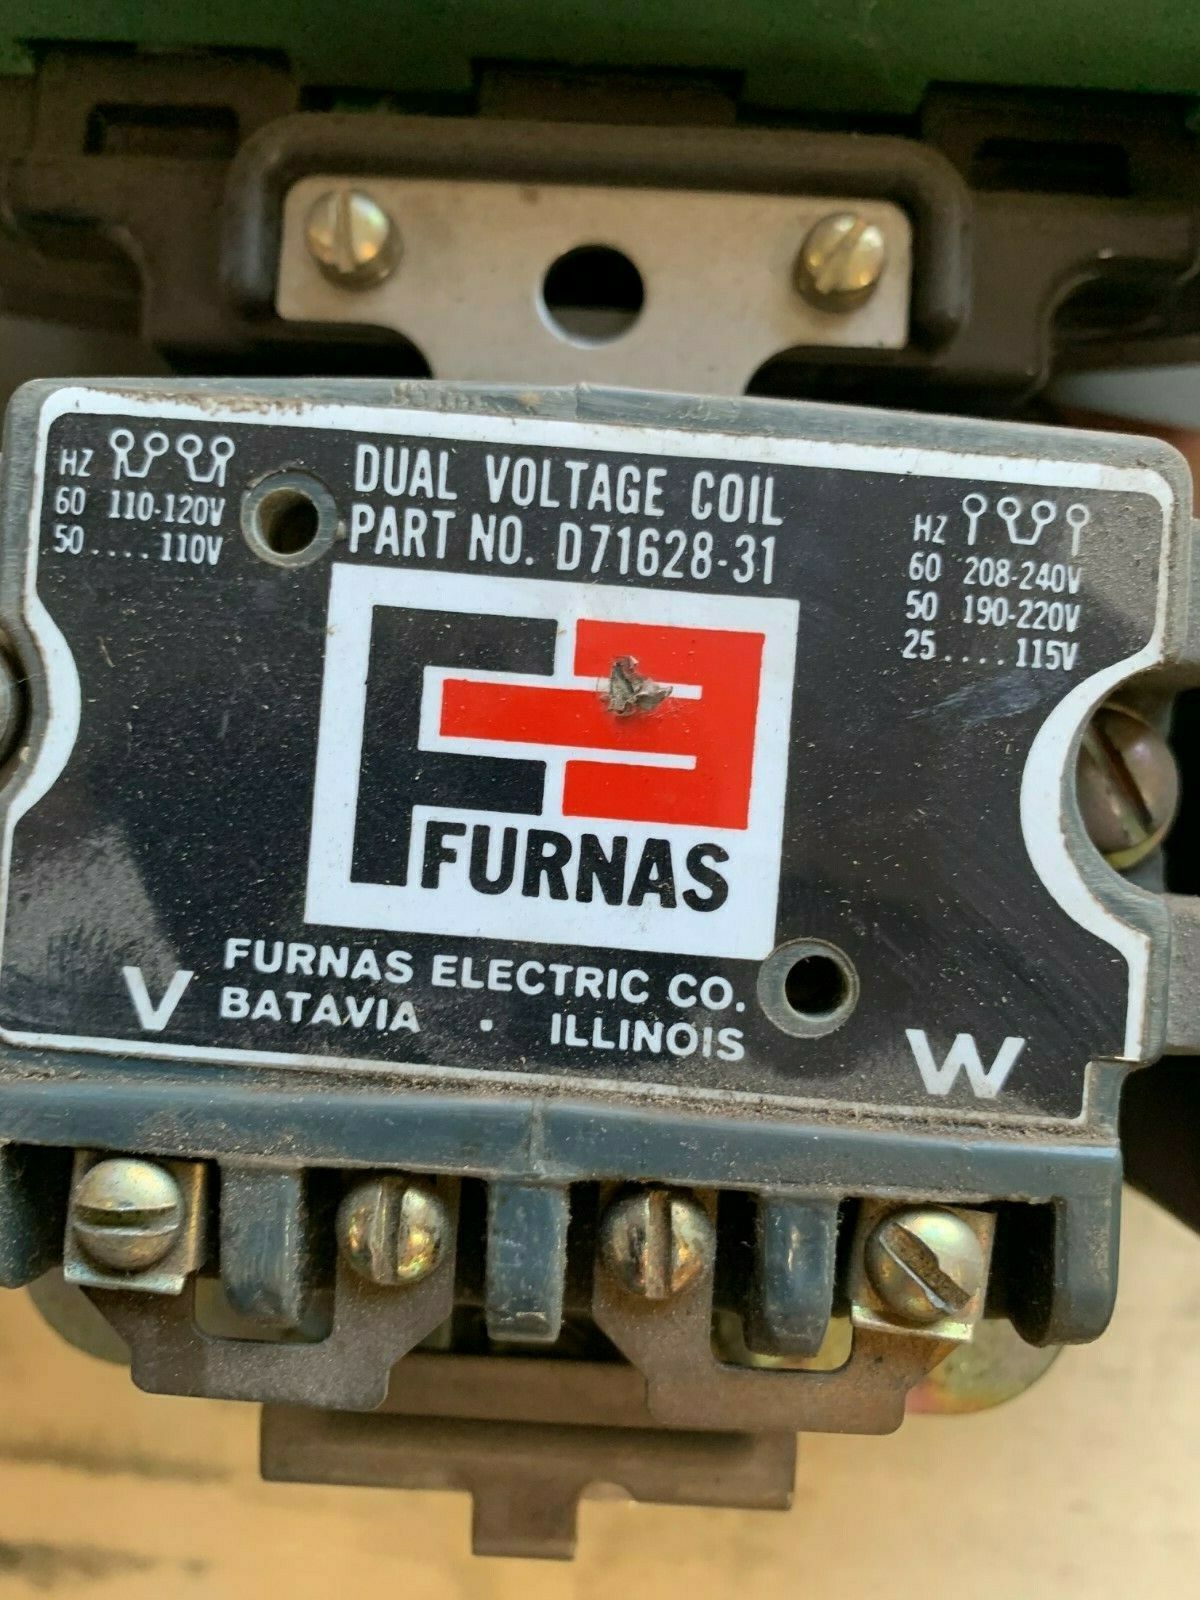 DUAL VOLTAGE COIL
PART NO. D71628-31
HZ
60 110-120V
50....110V
HZ
60 208-240V
50 190-220V
25....115V
FURNAS
FURNAS ELECTRIC CO.
BATAVIA . ILLINOIS
V
W